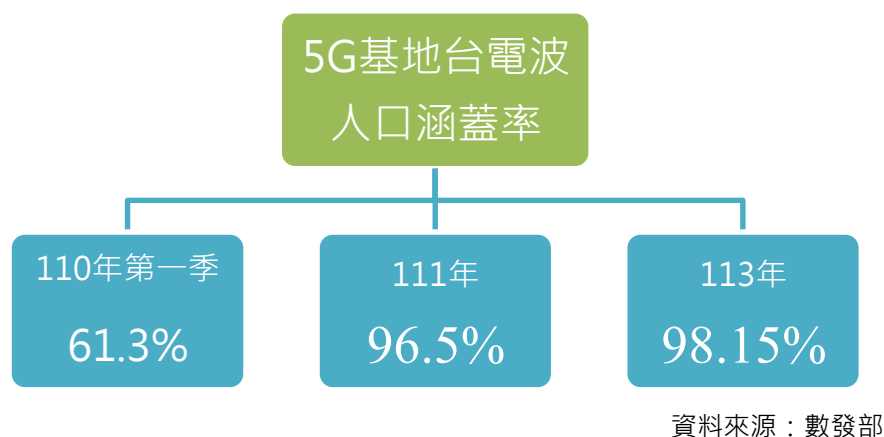 5G基地台電波
人口涵蓋率
110年第一季
61.3%
111年
96.5%
113年
98.15%
資料來源：數發部